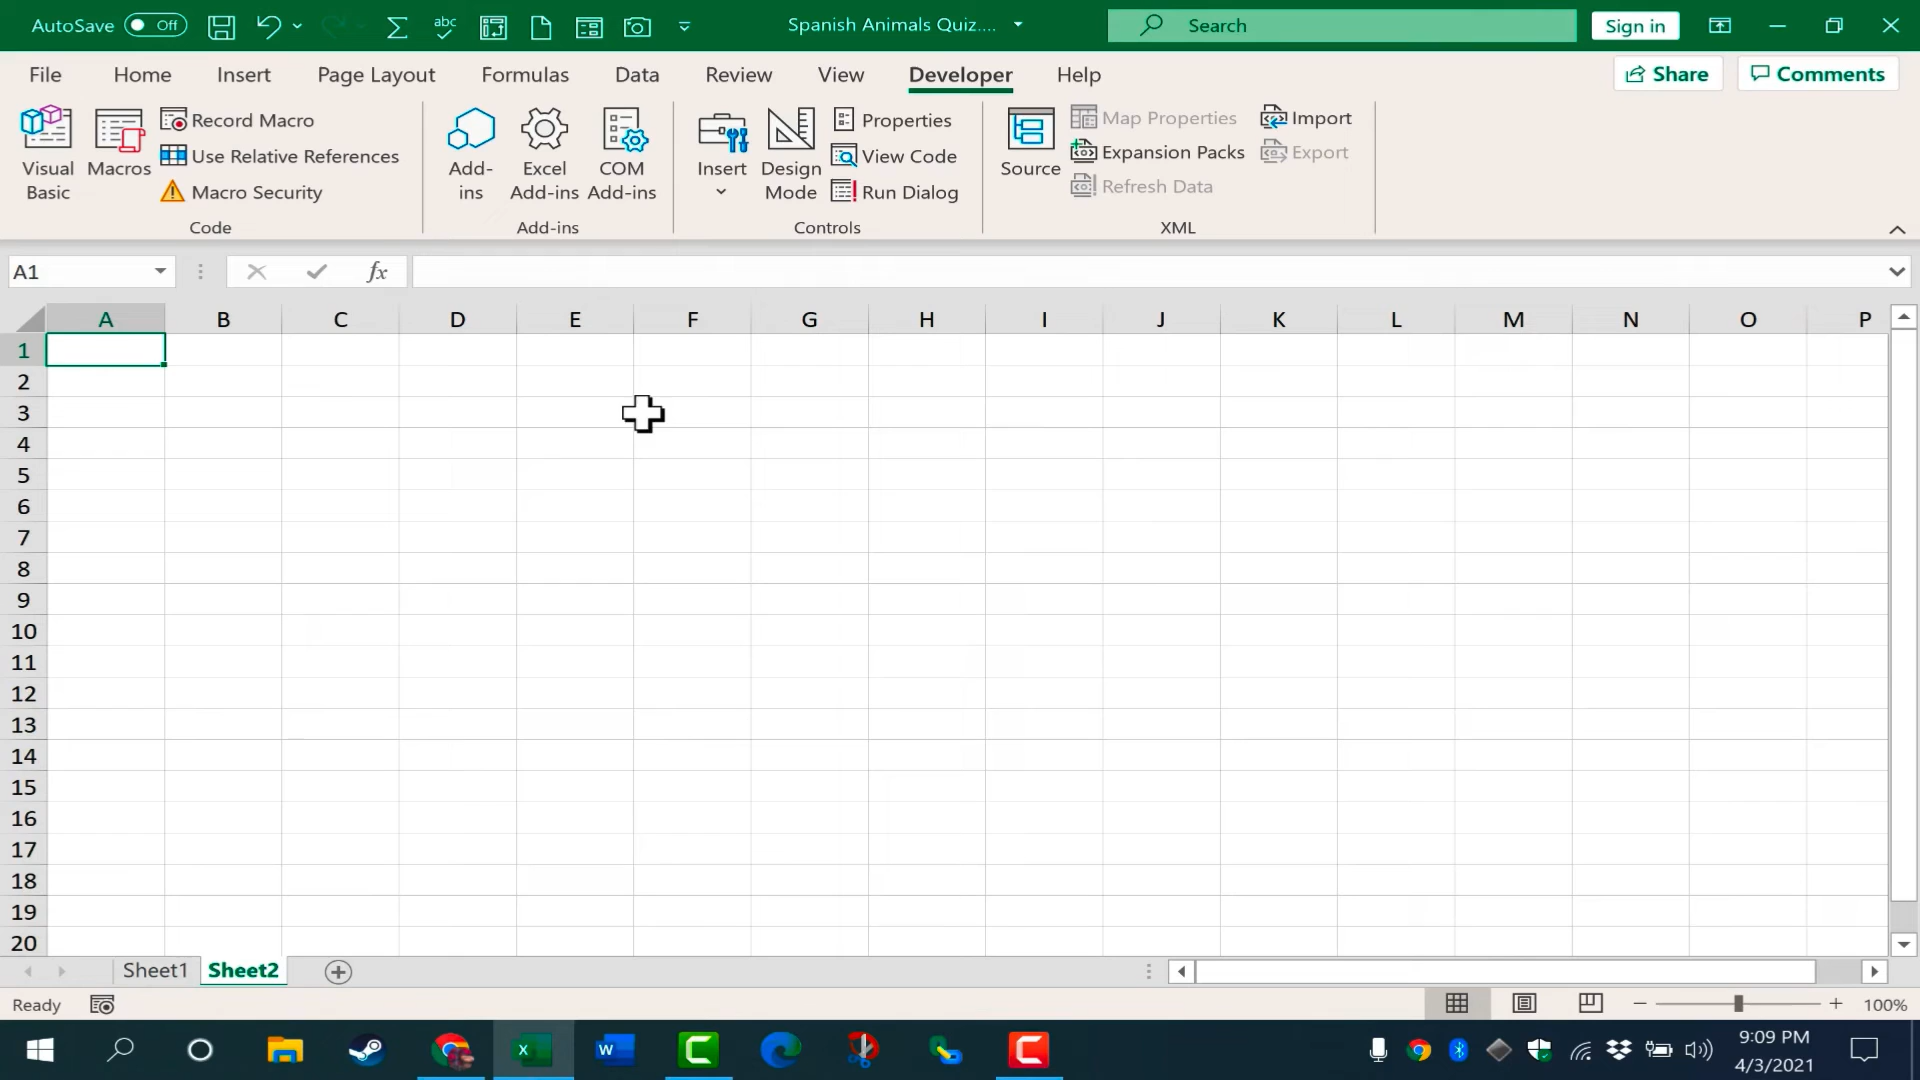 AutoSave Off Spanish Animals Quiz.... Search Sign in
File Home Insert Page Layout Formulas Data Review View Developer Help Share Comments
Visual Basic
Macros
Record Macro
Use Relative References
Macro Security
Code
Add-ins
Excel Add-ins
COM Add-ins
Add-ins
Insert
Design Mode
Properties
View Code
Run Dialog
Controls
Source
Map Properties
Expansion Packs
Refresh Data
Import
Export
XML
A1 fx
A B C D E F G H I J K L M N O P
1
2
3
4
5
6
7
8
9
10
11
12
13
14
15
16
17
18
19
20
Sheet1 Sheet2
Ready 100%
9:09 PM
4/3/2021